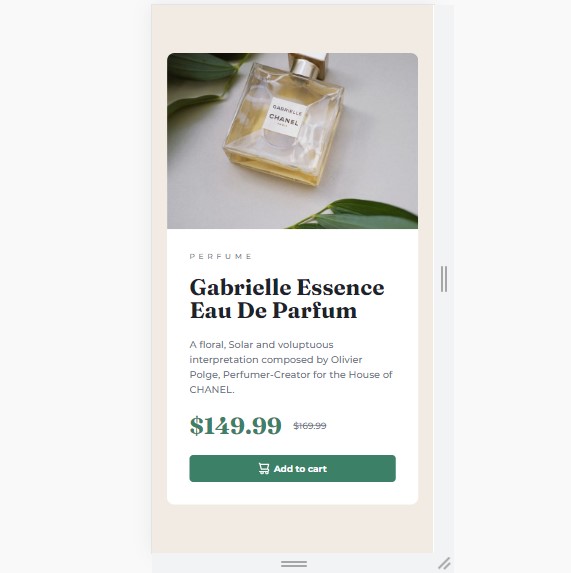 GABRIELLE
CHANEL
PARIS
PERFUME
Gabrielle Essence
Eau De Parfum
A floral, Solar and voluptuous
interpretation composed by Olivier
Polge, Perfumer-Creator for the House of
CHANEL.
$149.99 $169.99
Add to cart